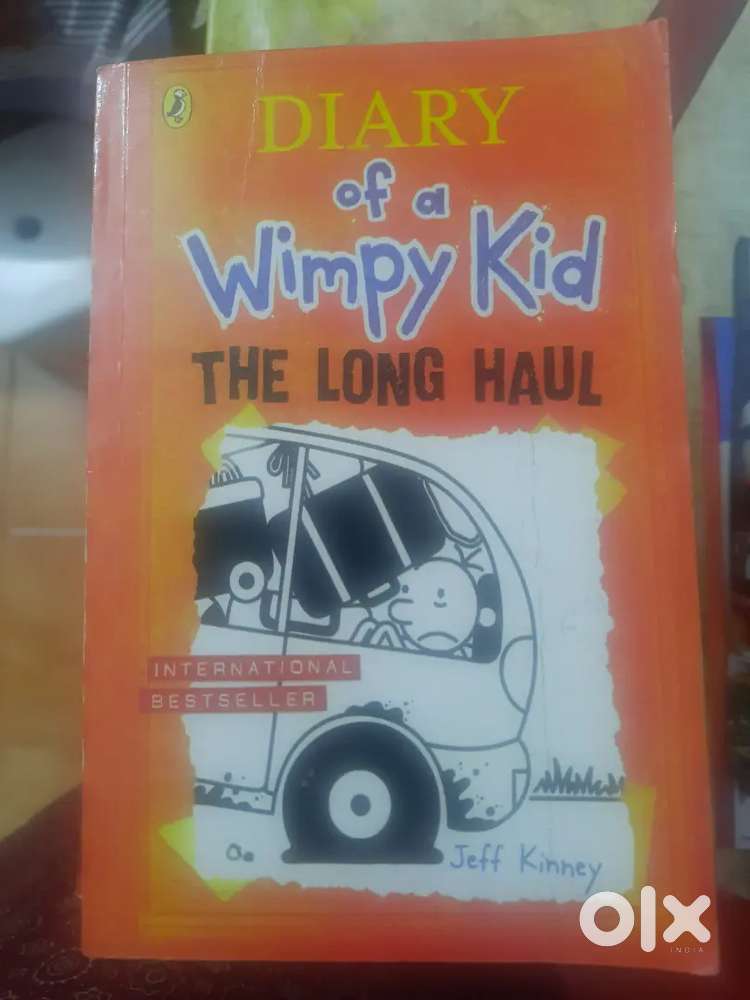 DIARY
of a
Wimpy Kid
THE LONG HAUL
INTERNATIONAL
BESTSELLER
Jeff Kinney
olx
INDIA